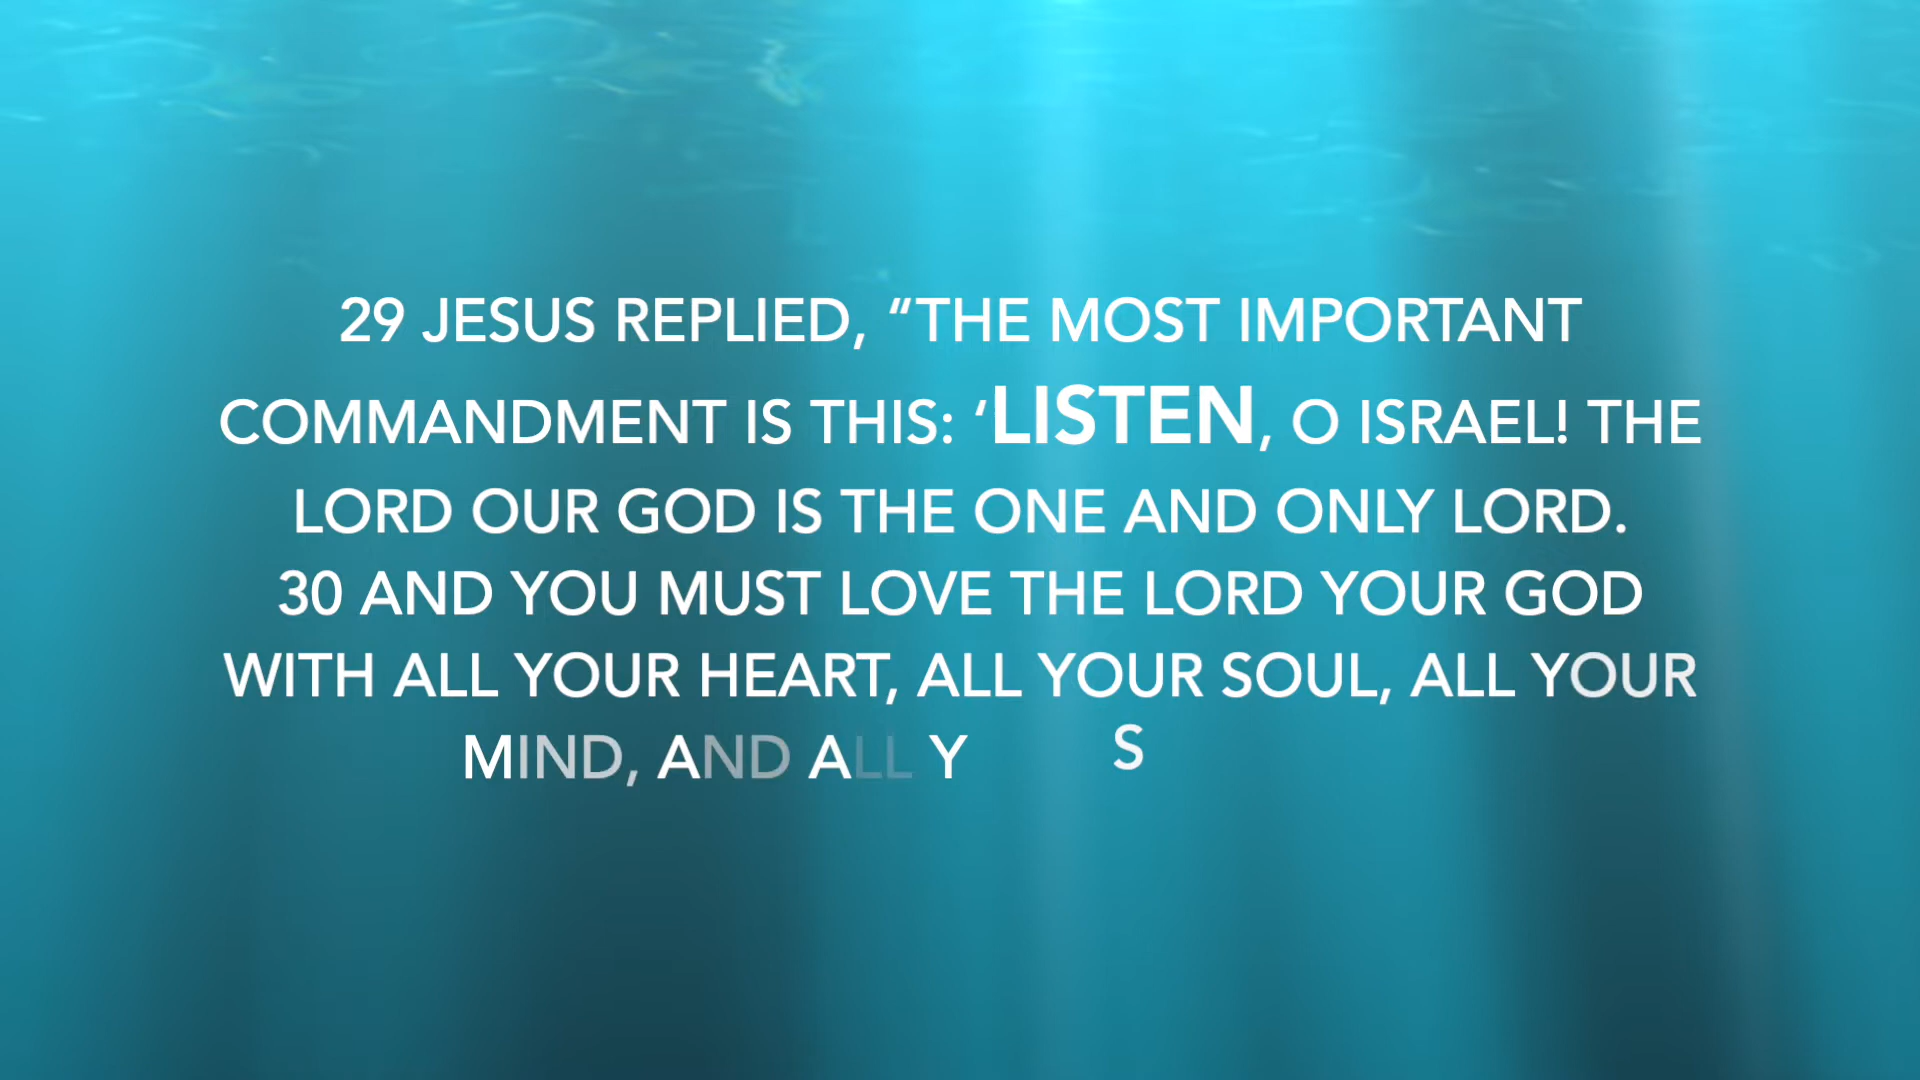 29 JESUS REPLIED, “THE MOST IMPORTANT
COMMANDMENT IS THIS: ‘LISTEN, O ISRAEL! THE
LORD OUR GOD IS THE ONE AND ONLY LORD.
30 AND YOU MUST LOVE THE LORD YOUR GOD
WITH ALL YOUR HEART, ALL YOUR SOUL, ALL YOUR
MIND, AND ALL Y S